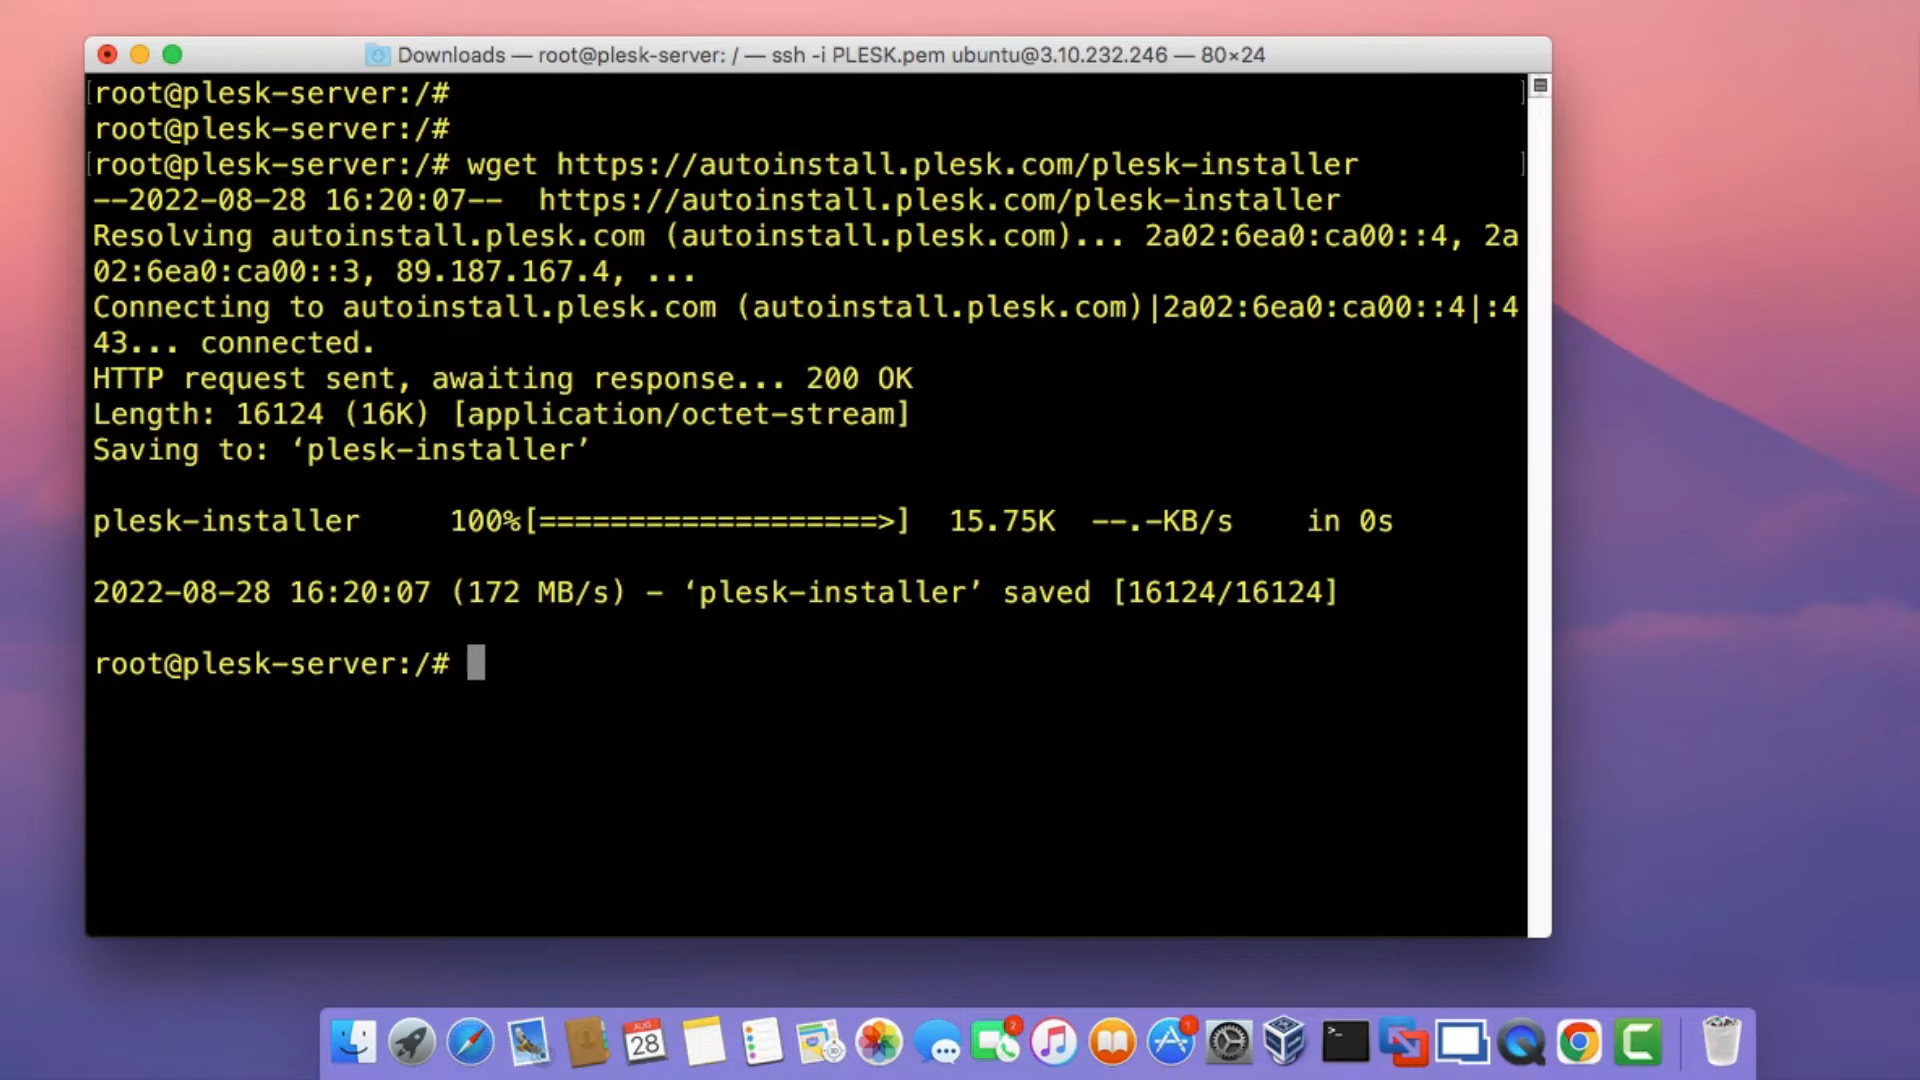 Downloads — root@plesk-server: / — ssh -i PLESK.pem ubuntu@3.10.232.246 — 80×24
[root@plesk-server:/# ]
root@plesk-server:/#
[root@plesk-server:/# wget https://autoinstall.plesk.com/plesk-installer ]
--2022-08-28 16:20:07--  https://autoinstall.plesk.com/plesk-installer
Resolving autoinstall.plesk.com (autoinstall.plesk.com)... 2a02:6ea0:ca00::4, 2a
02:6ea0:ca00::3, 89.187.167.4, ...
Connecting to autoinstall.plesk.com (autoinstall.plesk.com)|2a02:6ea0:ca00::4|:4
43... connected.
HTTP request sent, awaiting response... 200 OK
Length: 16124 (16K) [application/octet-stream]
Saving to: ‘plesk-installer’
plesk-installer     100%[===================>]  15.75K  --.-KB/s    in 0s
2022-08-28 16:20:07 (172 MB/s) - ‘plesk-installer’ saved [16124/16124]
root@plesk-server:/#
AUG
28
2
1
>_